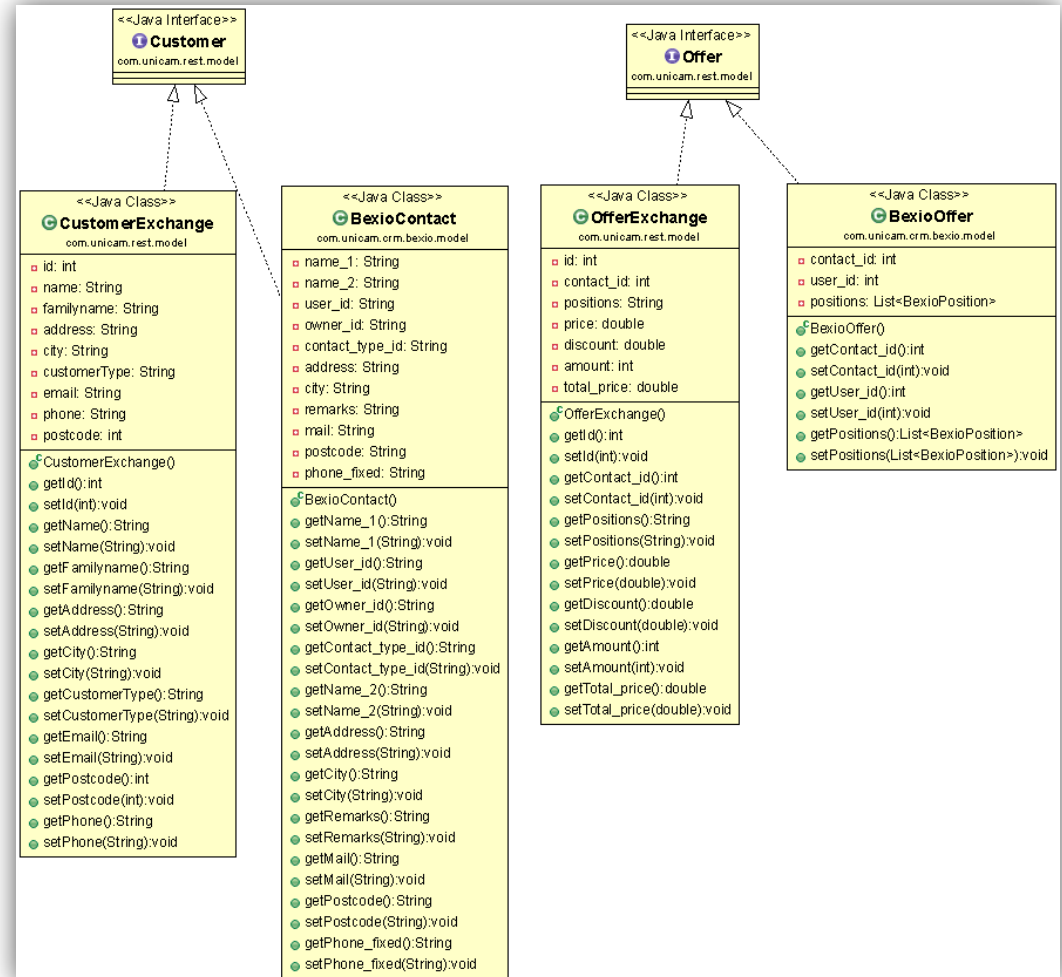 <<Java Interface>>
Customer
com.unicam.rest.model
<<Java Interface>>
Offer
com.unicam.rest.model
<<Java Class>>
CustomerExchange
com.unicam.rest.model
id: int
name: String
familyname: String
address: String
city: String
customerType: String
email: String
phone: String
postcode: int
CustomerExchange()
getId():int
setId(int):void
getName():String
setName(String):void
getFamilyname():String
setFamilyname(String):void
getAddress():String
setAddress(String):void
getCity():String
setCity(String):void
getCustomerType():String
setCustomerType(String):void
getEmail():String
setEmail(String):void
getPostcode():int
setPostcode(int):void
getPhone():String
setPhone(String):void
<<Java Class>>
BexioContact
com.unicam.crm.bexio.model
name_1: String
name_2: String
user_id: String
owner_id: String
contact_type_id: String
address: String
city: String
remarks: String
mail: String
postcode: String
phone_fixed: String
BexioContact()
getName_1():String
setName_1(String):void
getUser_id():String
setUser_id(String):void
getOwner_id():String
setOwner_id(String):void
getContact_type_id():String
setContact_type_id(String):void
getName_2():String
setName_2(String):void
getAddress():String
setAddress(String):void
getCity():String
setCity(String):void
getRemarks():String
setRemarks(String):void
getMail():String
setMail(String):void
getPostcode():String
setPostcode(String):void
getPhone_fixed():String
setPhone_fixed(String):void
<<Java Class>>
OfferExchange
com.unicam.rest.model
id: int
contact_id: int
positions: String
price: double
discount: double
amount: int
total_price: double
OfferExchange()
getId():int
setId(int):void
getContact_id():int
setContact_id(int):void
getPositions():String
setPositions(String):void
getPrice():double
setPrice(double):void
getDiscount():double
setDiscount(double):void
getAmount():int
setAmount(int):void
getTotal_price():double
setTotal_price(double):void
<<Java Class>>
BexioOffer
com.unicam.crm.bexio.model
contact_id: int
user_id: int
positions: List<BexioPosition>
BexioOffer()
getContact_id():int
setContact_id(int):void
getUser_id():int
setUser_id(int):void
getPositions():List<BexioPosition>
setPositions(List<BexioPosition>):void